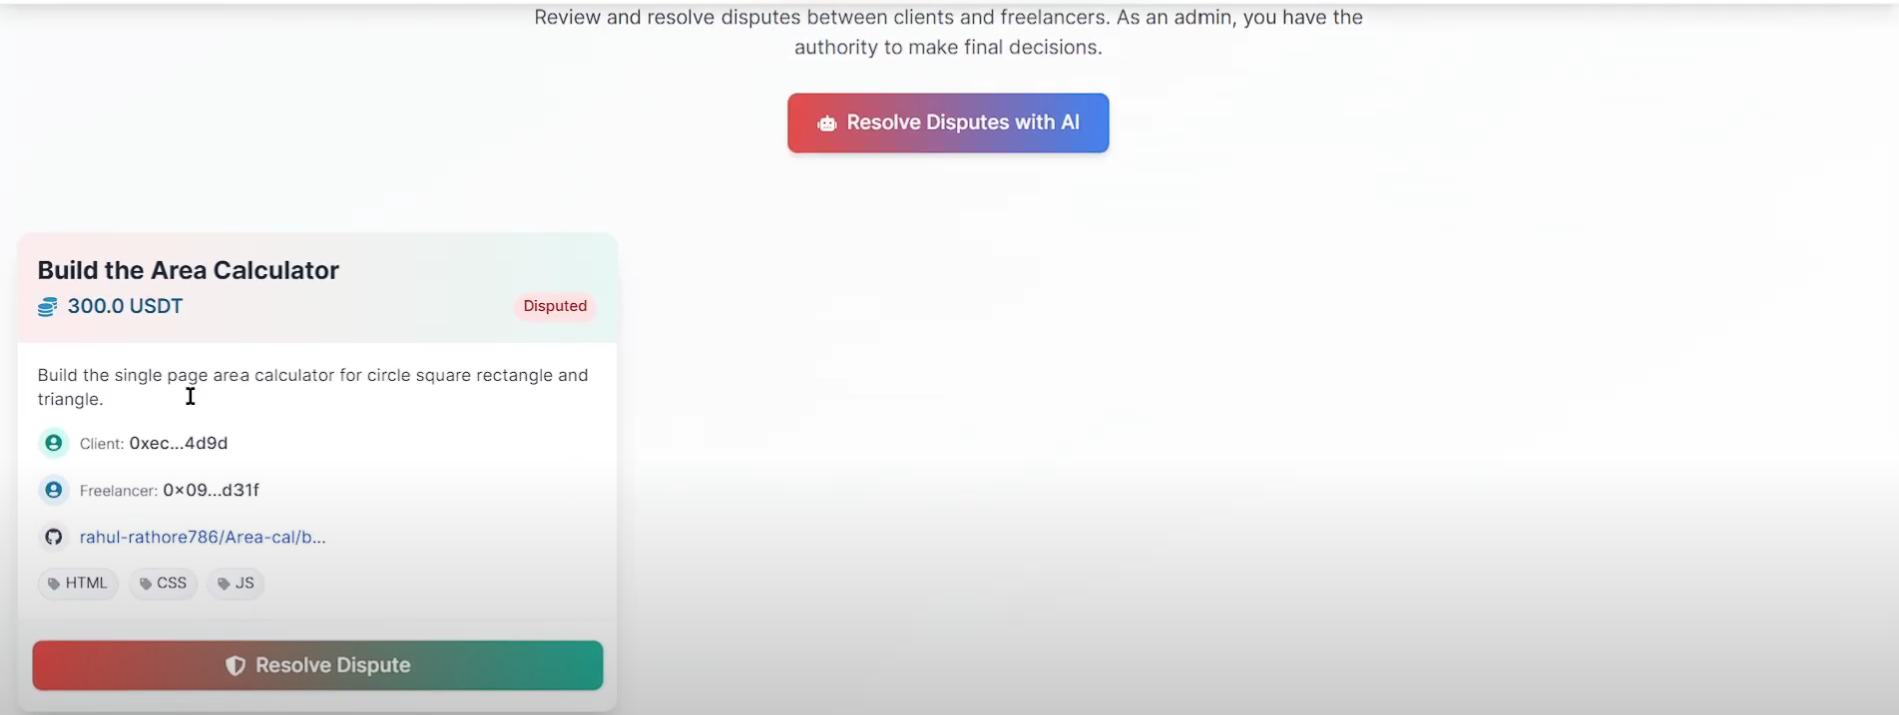 Review and resolve disputes between clients and freelancers. As an admin, you have the
authority to make final decisions.
Resolve Disputes with AI
Build the Area Calculator
300.0 USDT
Disputed
Build the single page area calculator for circle square rectangle and
triangle.
Client: 0xec...4d9d
Freelancer: 0×09...d31f
rahul-rathore786/Area-cal/b...
HTML CSS JS
Resolve Dispute